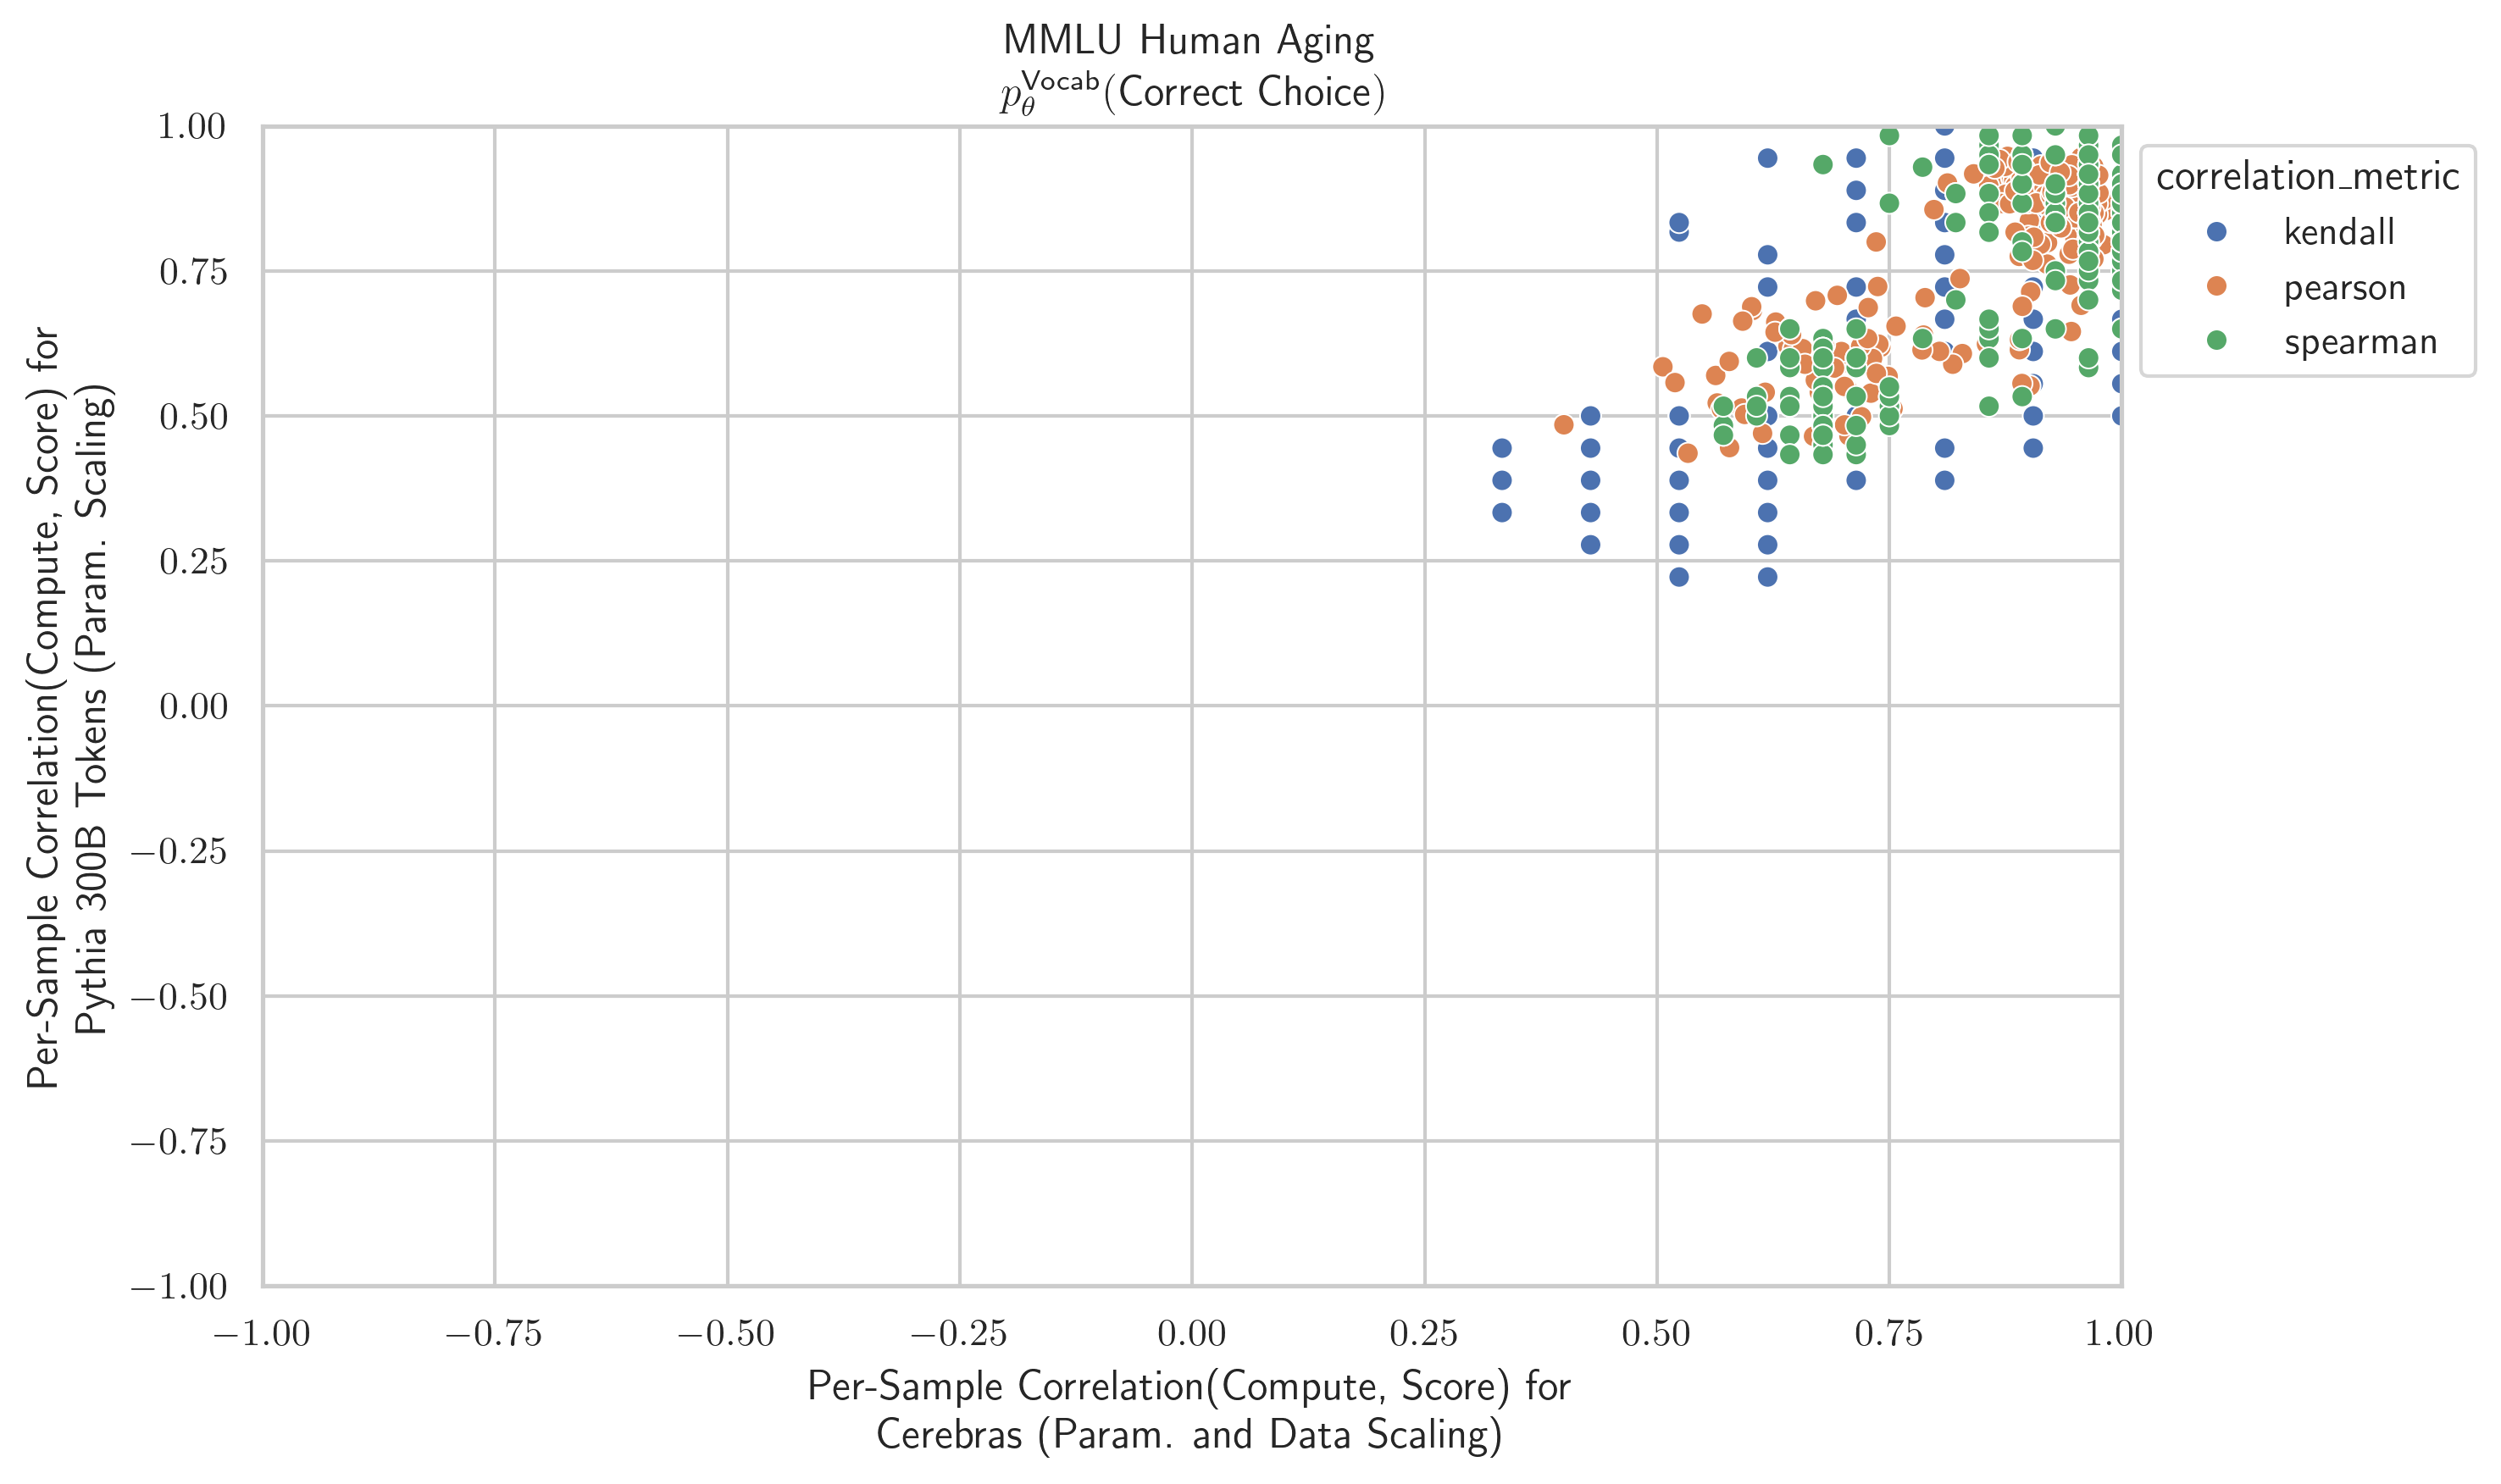 MMLU Human Aging
p_θ^Vocab(Correct Choice)
1.00
0.75
0.50
0.25
0.00
−0.25
−0.50
−0.75
−1.00
Per-Sample Correlation(Compute, Score) for
Pythia 300B Tokens (Param. Scaling)
correlation_metric
kendall
pearson
spearman
−1.00
−0.75
−0.50
−0.25
0.00
0.25
0.50
0.75
1.00
Per-Sample Correlation(Compute, Score) for
Cerebras (Param. and Data Scaling)